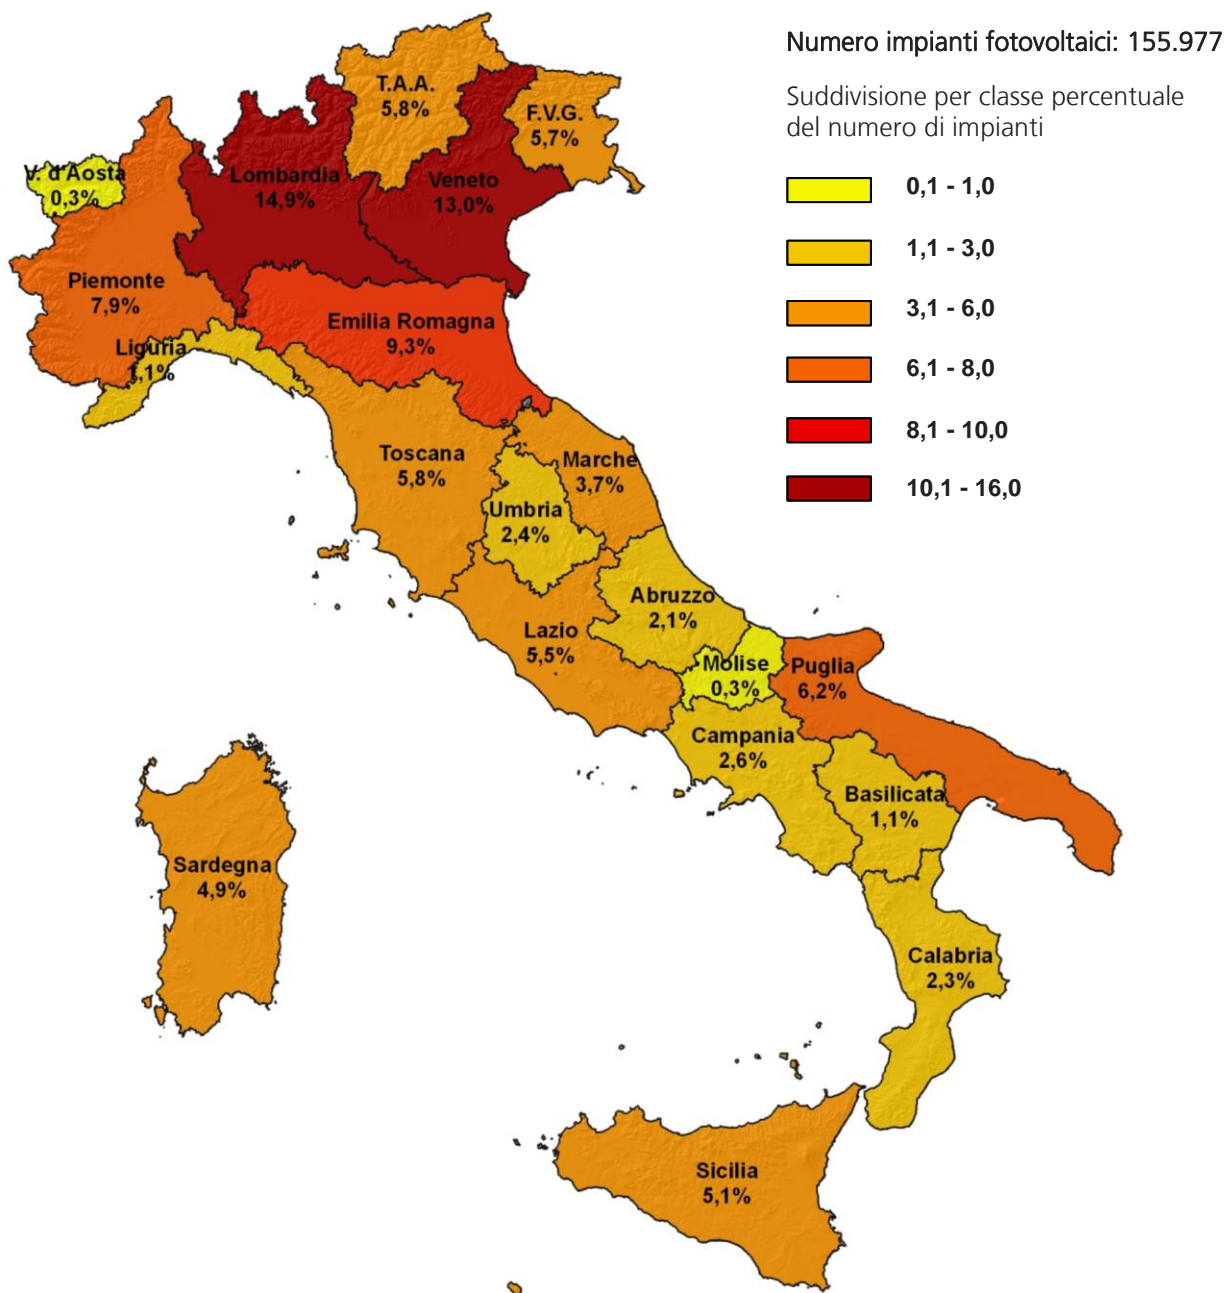 Numero impianti fotovoltaici: 155.977
Suddivisione per classe percentuale
del numero di impianti
0,1 - 1,0
1,1 - 3,0
3,1 - 6,0
6,1 - 8,0
8,1 - 10,0
10,1 - 16,0
T.A.A.
5,8%
F.V.G.
5,7%
V. d'Aosta
0,3%
Lombardia
14,9%
Veneto
13,0%
Piemonte
7,9%
Emilia Romagna
9,3%
Liguria
1,1%
Toscana
5,8%
Marche
3,7%
Umbria
2,4%
Abruzzo
2,1%
Lazio
5,5%
Molise
0,3%
Puglia
6,2%
Campania
2,6%
Basilicata
1,1%
Sardegna
4,9%
Calabria
2,3%
Sicilia
5,1%